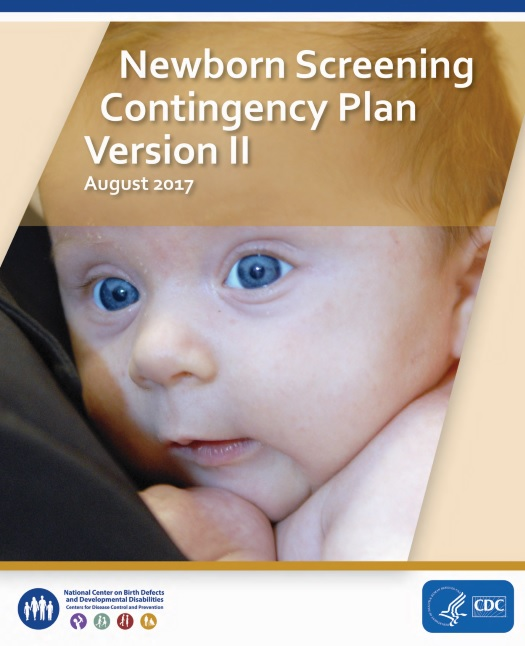 Newborn Screening
Contingency Plan
Version II
August 2017
National Center on Birth Defects
and Developmental Disabilities
Centers for Disease Control and Prevention
CDC